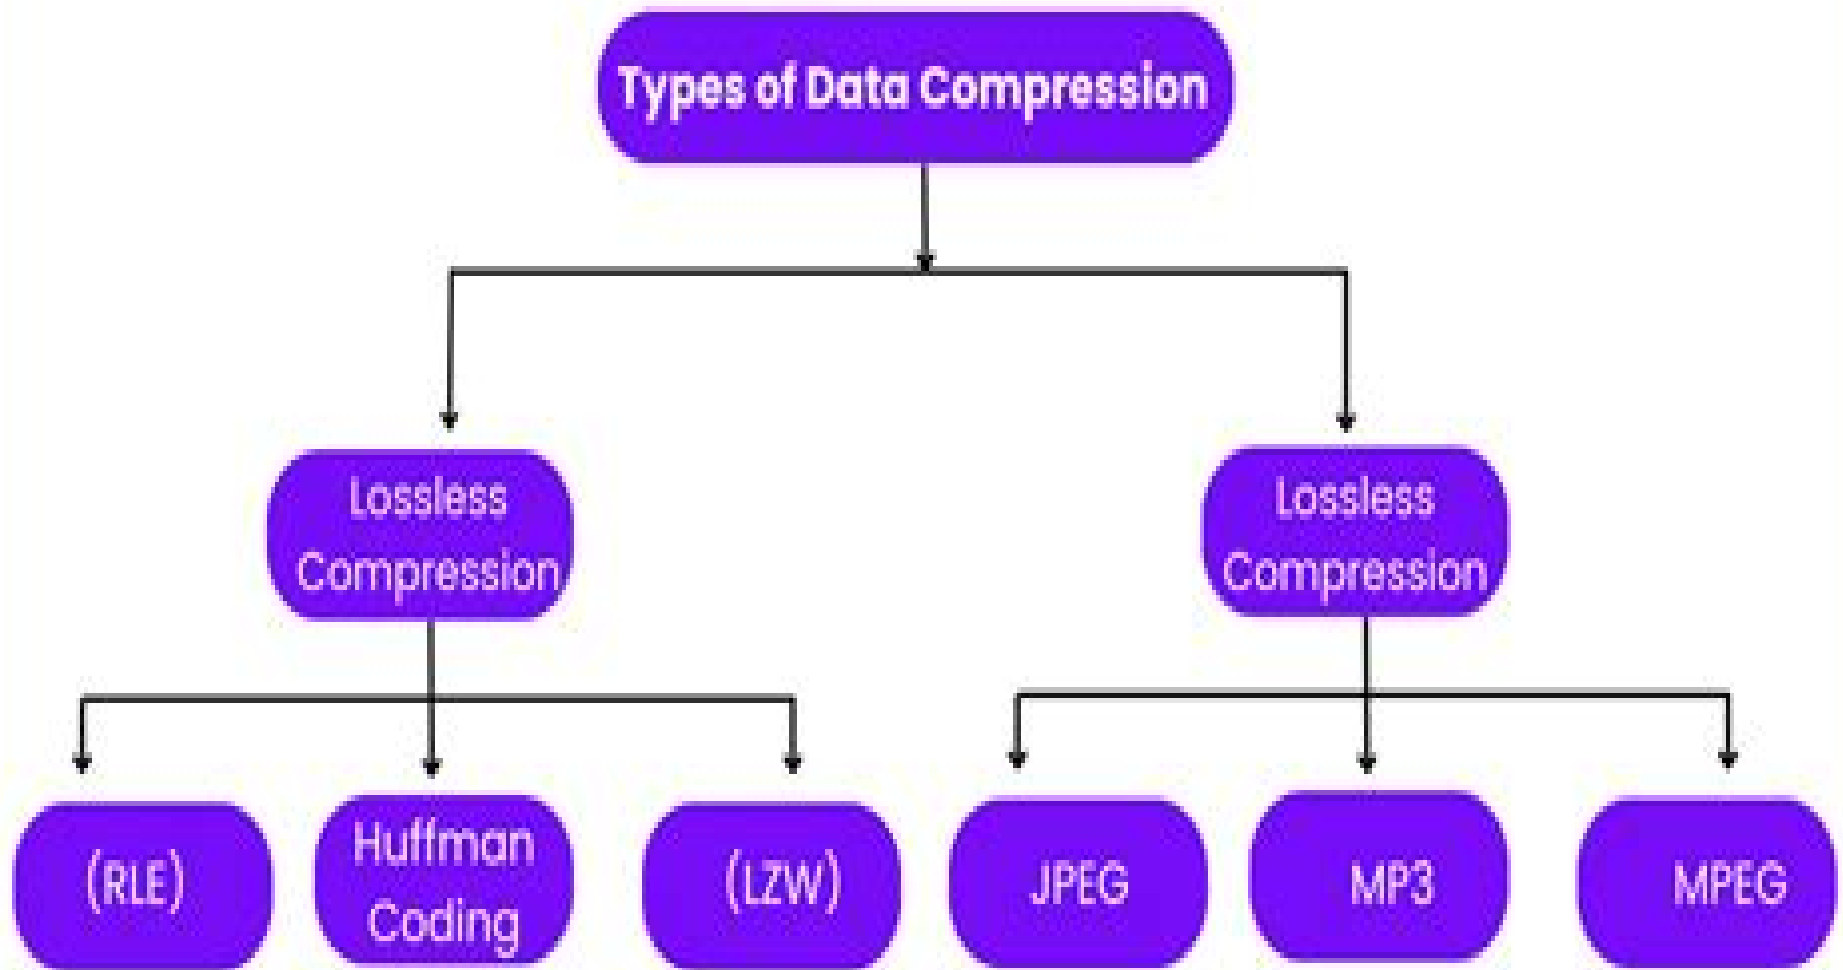 Types of Data Compression
Lossless
Compression
Lossless
Compression
(RLE)
Huffman
Coding
(LZW)
JPEG
MP3
MPEG